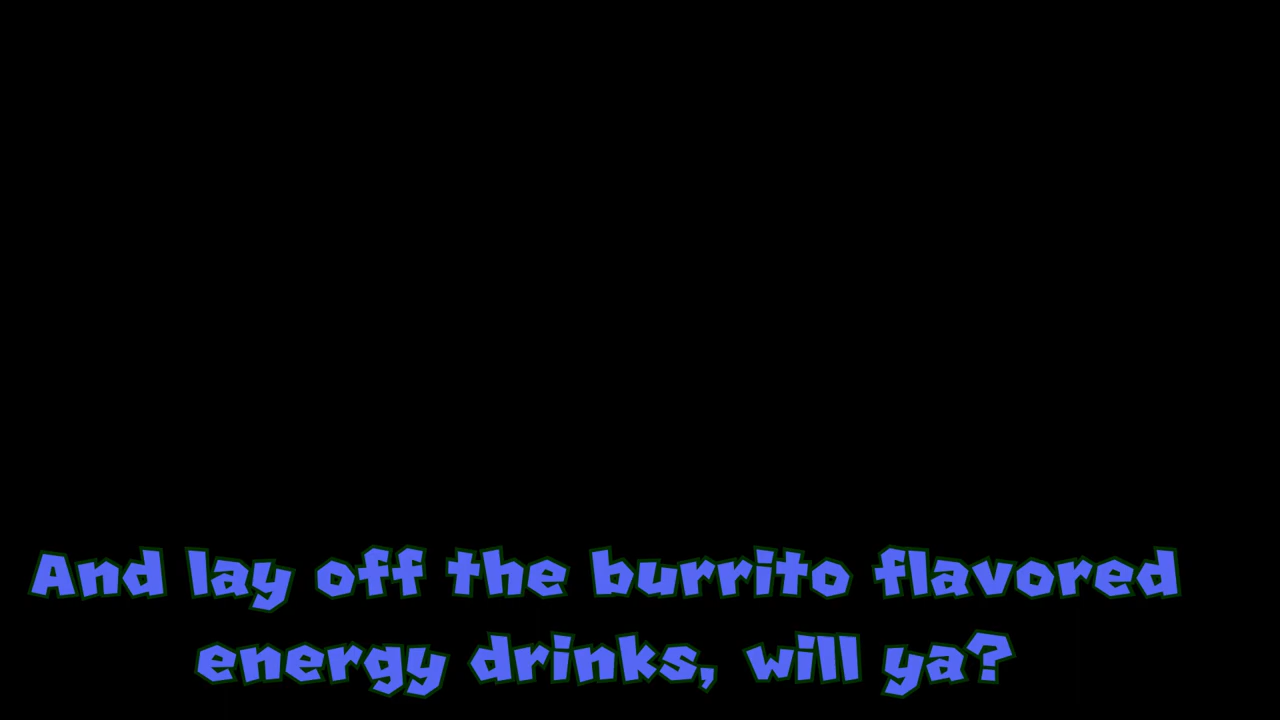 And lay off the burrito flavored
energy drinks, will ya?